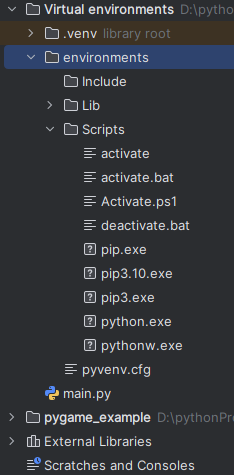 Virtual environments D:\pytho
.venv library root
environments
Include
Lib
Scripts
activate
activate.bat
Activate.ps1
deactivate.bat
pip.exe
pip3.10.exe
pip3.exe
python.exe
pythonw.exe
pyvenv.cfg
main.py
pygame_example D:\pythonPr
External Libraries
Scratches and Consoles